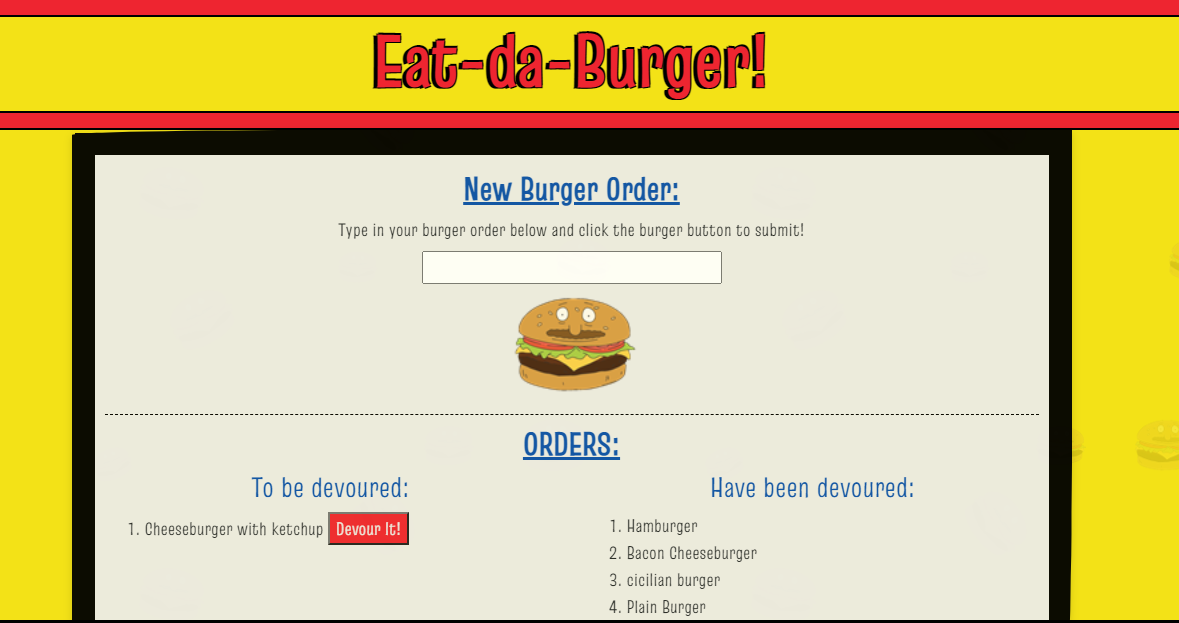 Eat-da-Burger!
New Burger Order:
Type in your burger order below and click the burger button to submit!
ORDERS:
To be devoured:
1. Cheeseburger with ketchup Devour It!
Have been devoured:
1. Hamburger
2. Bacon Cheeseburger
3. cicilian burger
4. Plain Burger